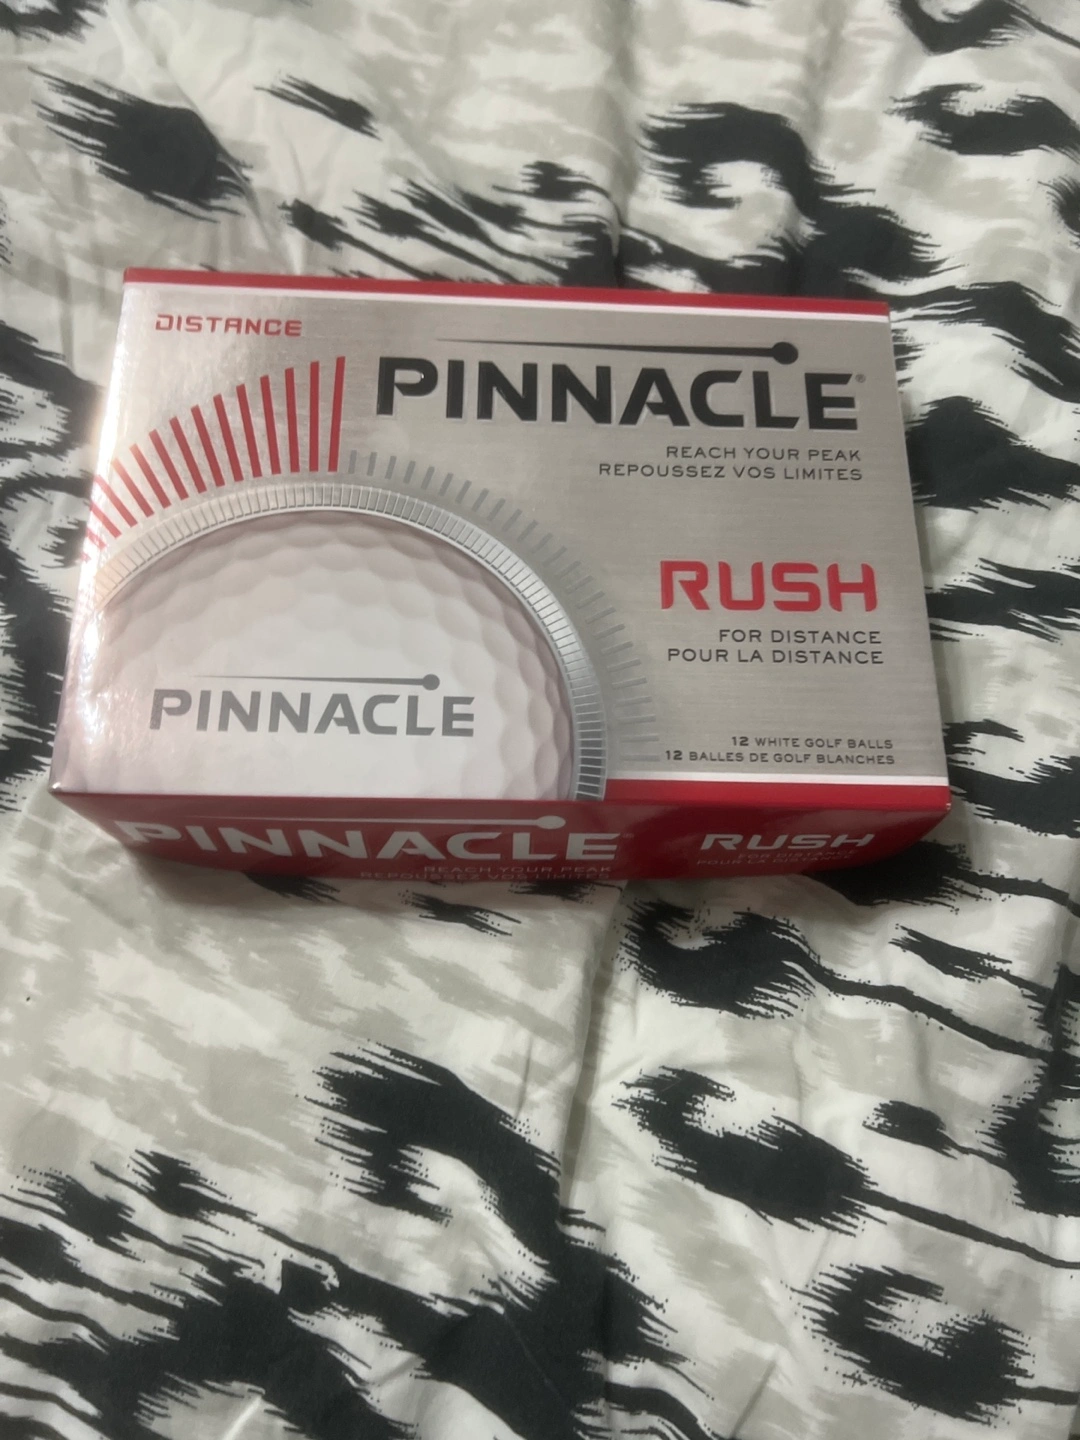 DISTANCE
PINNACLE®
REACH YOUR PEAK
REPOUSSEZ VOS LIMITES
RUSH
FOR DISTANCE
POUR LA DISTANCE
PINNACLE
12 WHITE GOLF BALLS
12 BALLES DE GOLF BLANCHES
PINNACLE®
REACH YOUR PEAK
REPOUSSEZ VOS LIMITES
RUSH
FOR DISTANCE
POUR LA DISTANCE